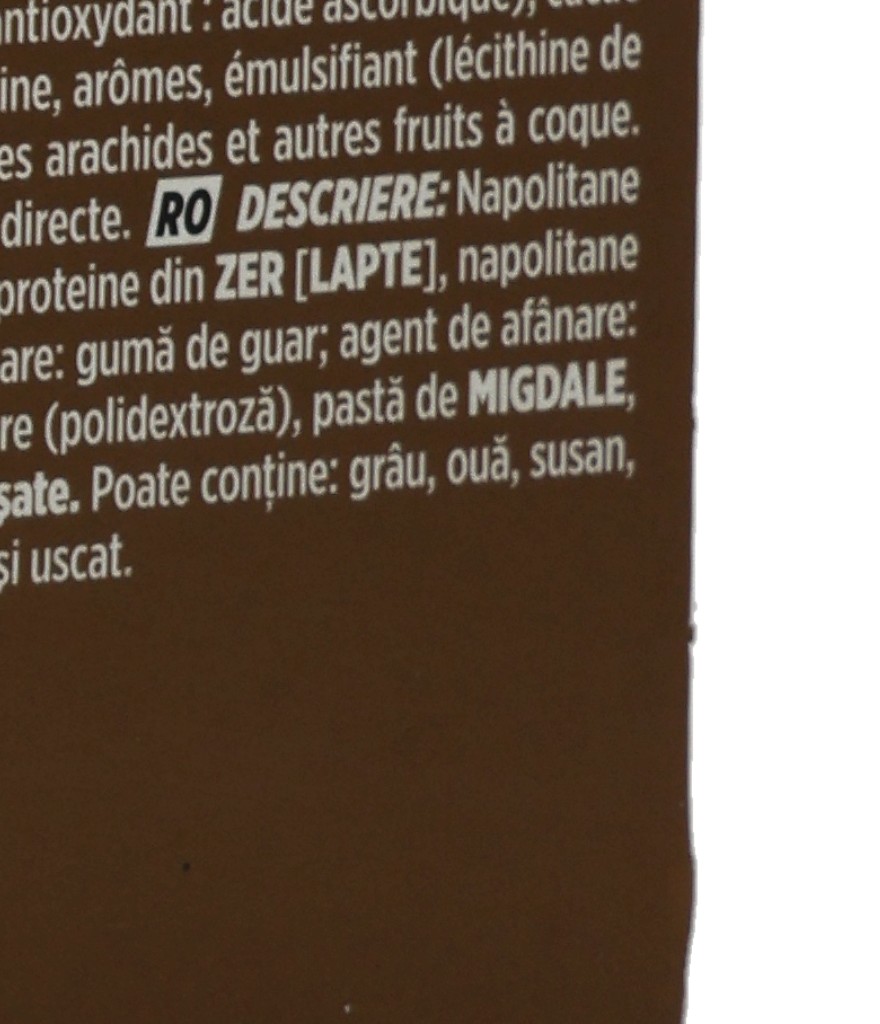 antioxydant : acide ascorbique), cacao
ine, arômes, émulsifiant (lécithine de
es arachides et autres fruits à coque.
directe. RO DESCRIERE: Napolitane
proteine din ZER [LAPTE], napolitane
are: gumă de guar; agent de afânare:
re (polidextroză), pastă de MIGDALE,
șate. Poate conține: grâu, ouă, susan,
și uscat.